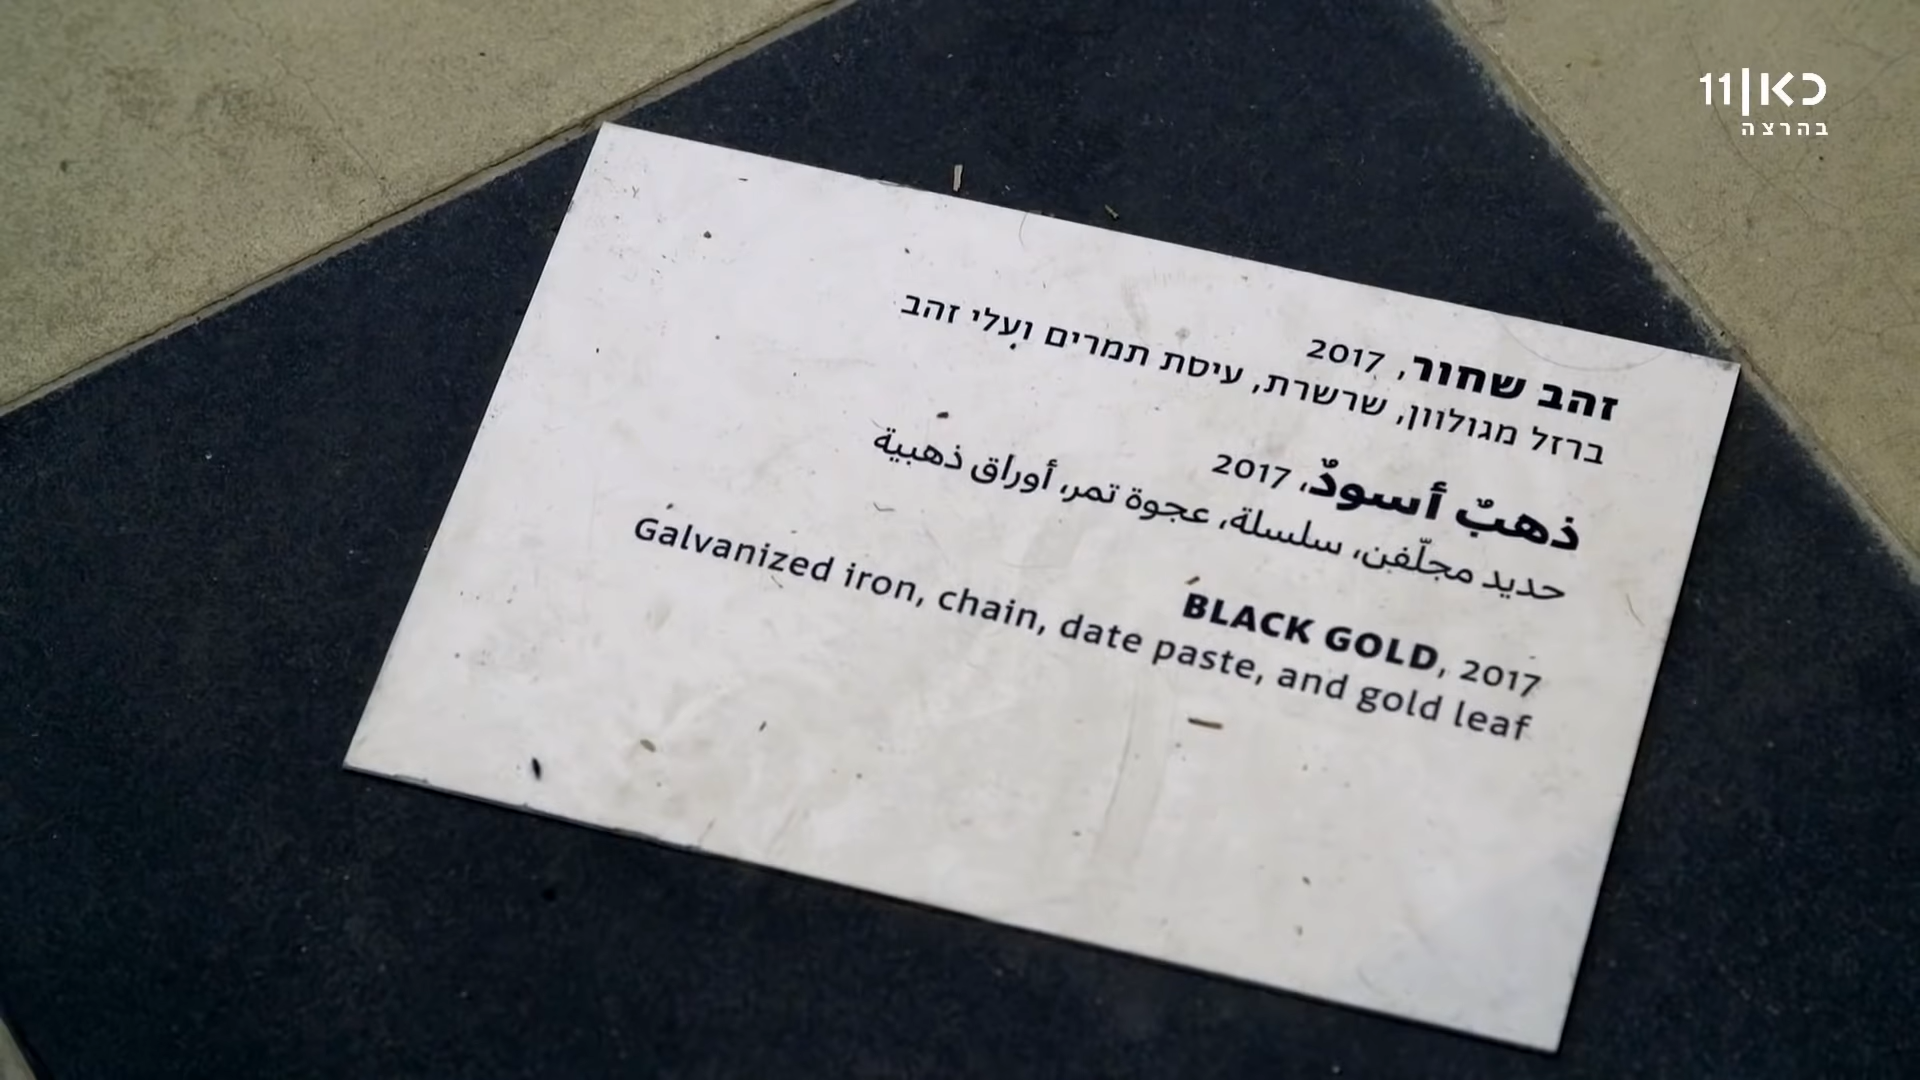 כאן 11
בהרצה
זהב שחור, 2017
ברזל מגולוון, שרשרת, עיסת תמרים ועלי זהב
ذهبٌ أسودٌ، 2017
حديد مجلّفن، سلسلة، عجوة تمر، أوراق ذهبية
BLACK GOLD, 2017
Galvanized iron, chain, date paste, and gold leaf